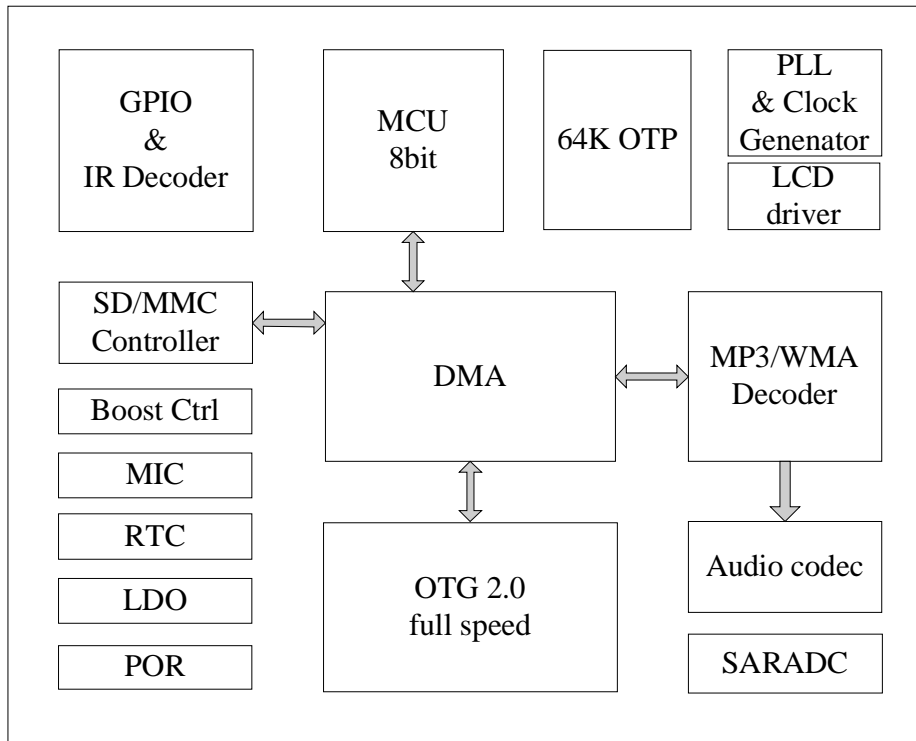 GPIO
&
IR Decoder
MCU
8bit
64K OTP
PLL
& Clock
Genenator
LCD
driver
SD/MMC
Controller
DMA
MP3/WMA
Decoder
Boost Ctrl
MIC
RTC
LDO
POR
OTG 2.0
full speed
Audio codec
SARADC